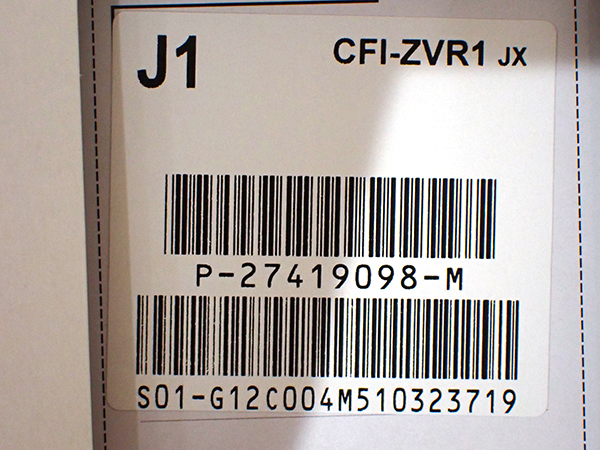 J1
CFI-ZVR1 JX
P-27419098-M
S01-G12C004M510323719